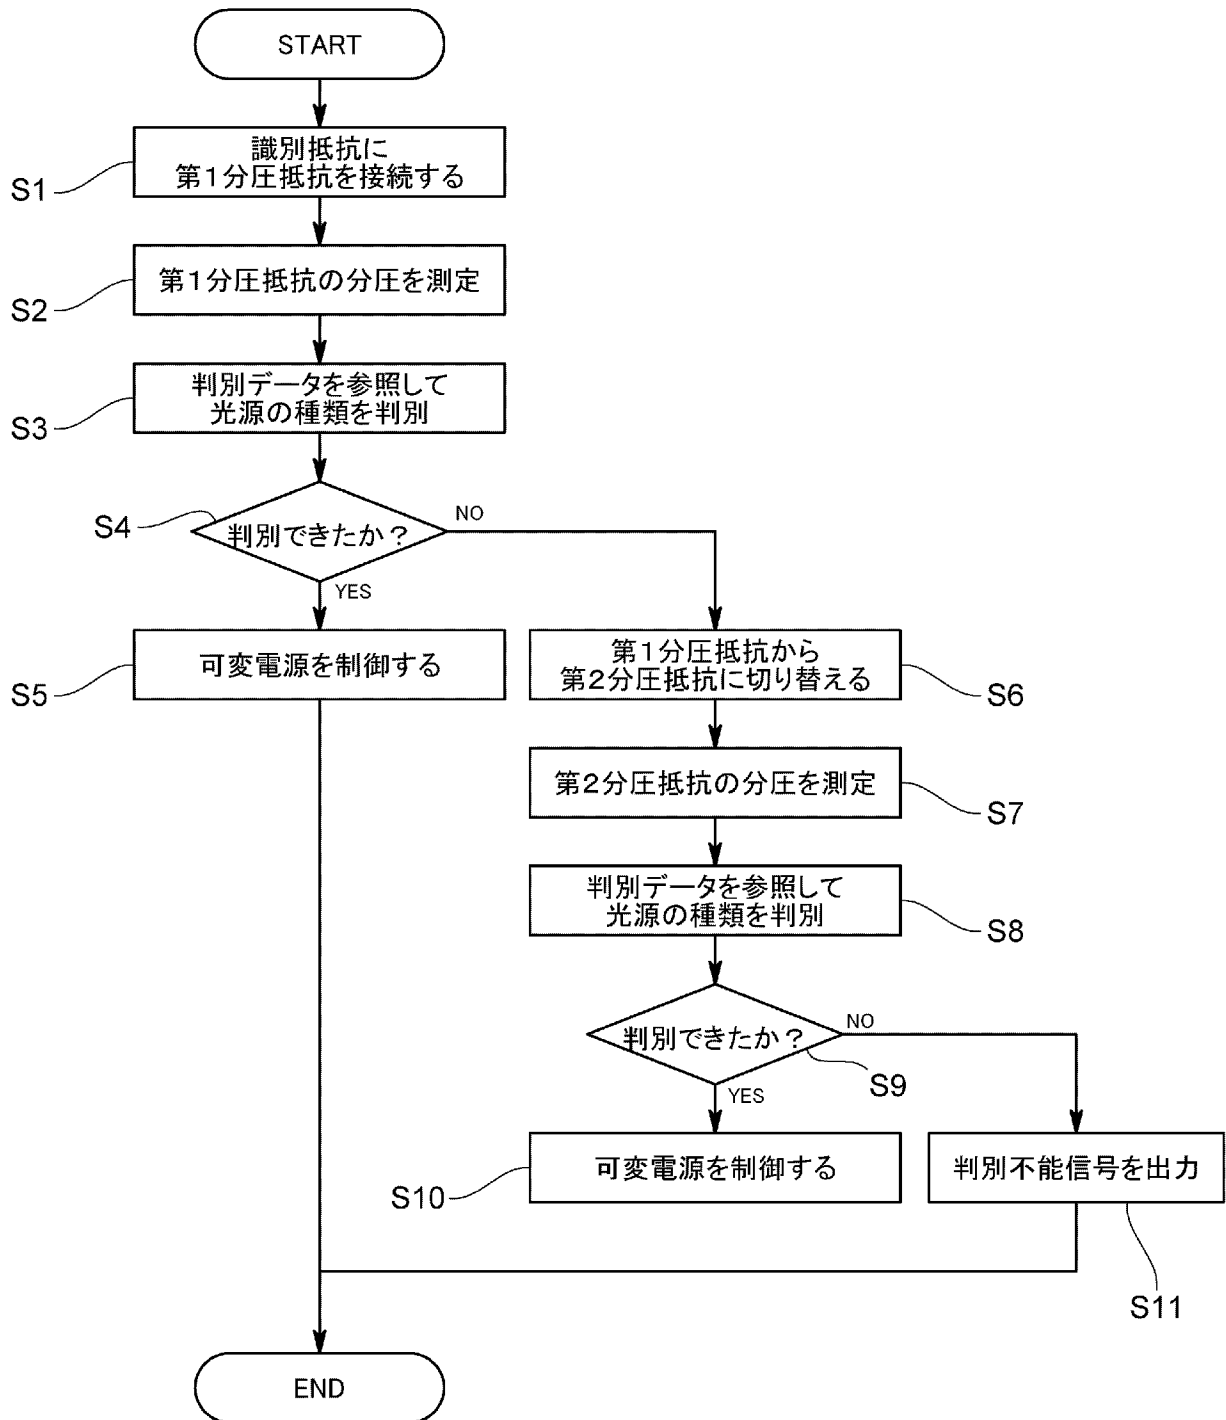 START
識別抵抗に
第1分圧抵抗を接続する
S1
第1分圧抵抗の分圧を測定
S2
判別データを参照して
光源の種類を判別
S3
S4
判別できたか？
NO
YES
可変電源を制御する
S5
第1分圧抵抗から
第2分圧抵抗に切り替える
S6
第2分圧抵抗の分圧を測定
S7
判別データを参照して
光源の種類を判別
S8
判別できたか？
NO
S9
YES
可変電源を制御する
S10
判別不能信号を出力
S11
END